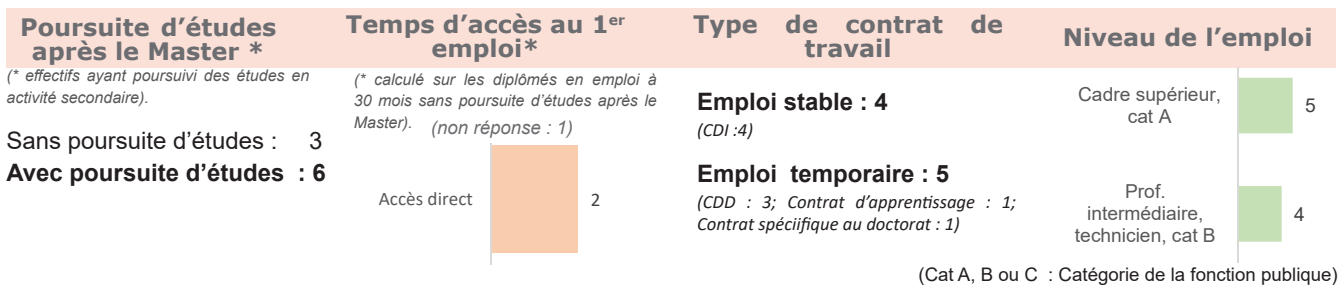 Poursuite d’études
après le Master *
(* effectifs ayant poursuivi des études en
activité secondaire).
Sans poursuite d’études : 3
Avec poursuite d’études : 6
Temps d’accès au 1er
emploi*
(* calculé sur les diplômés en emploi à
30 mois sans poursuite d’études après le
Master). (non réponse : 1)
Accès direct 2
Type de contrat de
travail
Emploi stable : 4
(CDI :4)
Emploi temporaire : 5
(CDD : 3; Contrat d’apprentissage : 1;
Contrat spéciifique au doctorat : 1)
Niveau de l’emploi
Cadre supérieur,
cat A 5
Prof.
intermédiaire, 4
technicien, cat B
(Cat A, B ou C : Catégorie de la fonction publique)